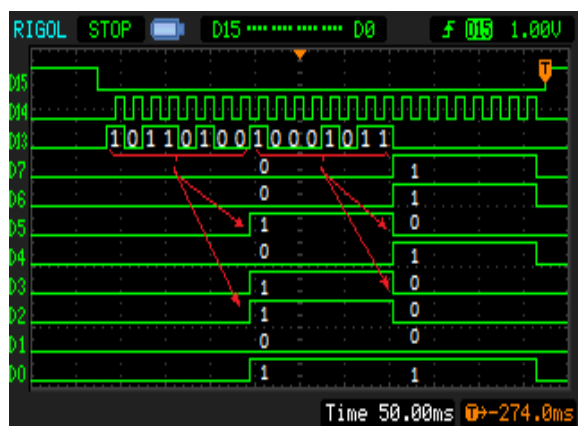 RIGOL STOP D15 D0 D15 1.00V
T
D15
D14
D13 1 0 1 1 0 1 0 0 1 0 0 0 1 0 1 1
D7 0 1
D6 0 1
D5 1 0
D4 0 1
D3 1 0
D2 1 0
D1 0 0
D0 1 1
Time 50.00ms T→-274.0ms